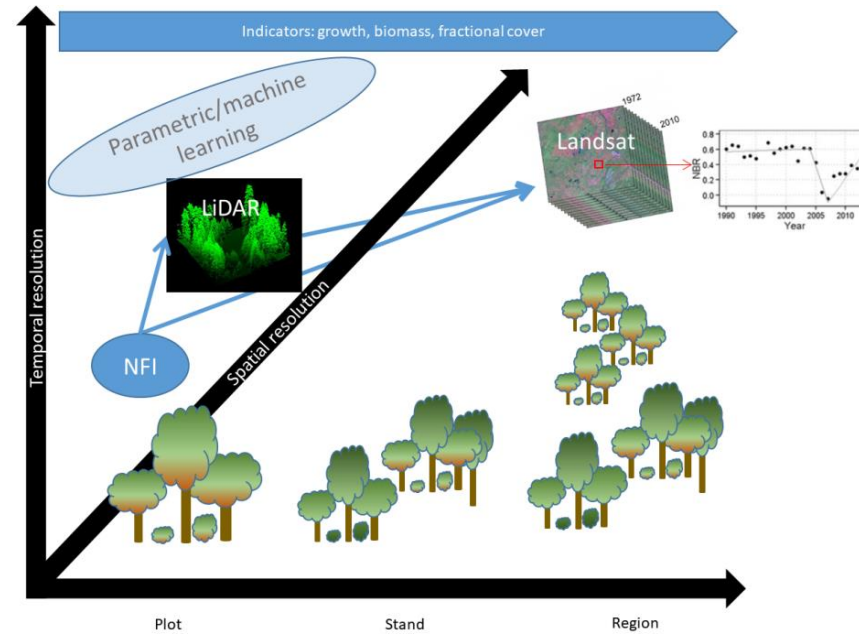 Indicators: growth, biomass, fractional cover
Parametric/machine
learning
1972
2010
Landsat
LiDAR
NFI
Temporal resolution
Spatial resolution
NBR
0.8
0.6
0.4
0.2
0.0
1990
1995
2000
2005
2010
Year
Plot
Stand
Region